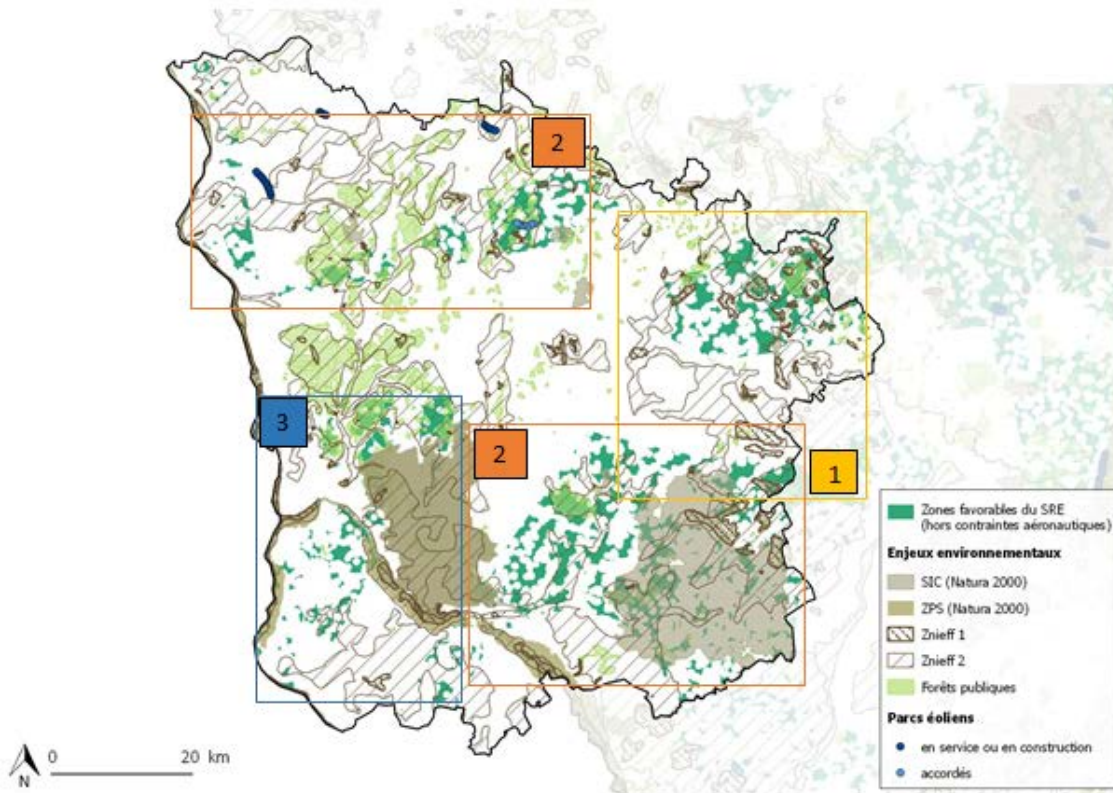 2
3
2
1
Zones favorables du SRE
(hors contraintes aéronautiques)
Enjeux environnementaux
SIC (Natura 2000)
ZPS (Natura 2000)
Znieff 1
Znieff 2
Forêts publiques
Parcs éoliens
en service ou en construction
accordés
N
0 20 km